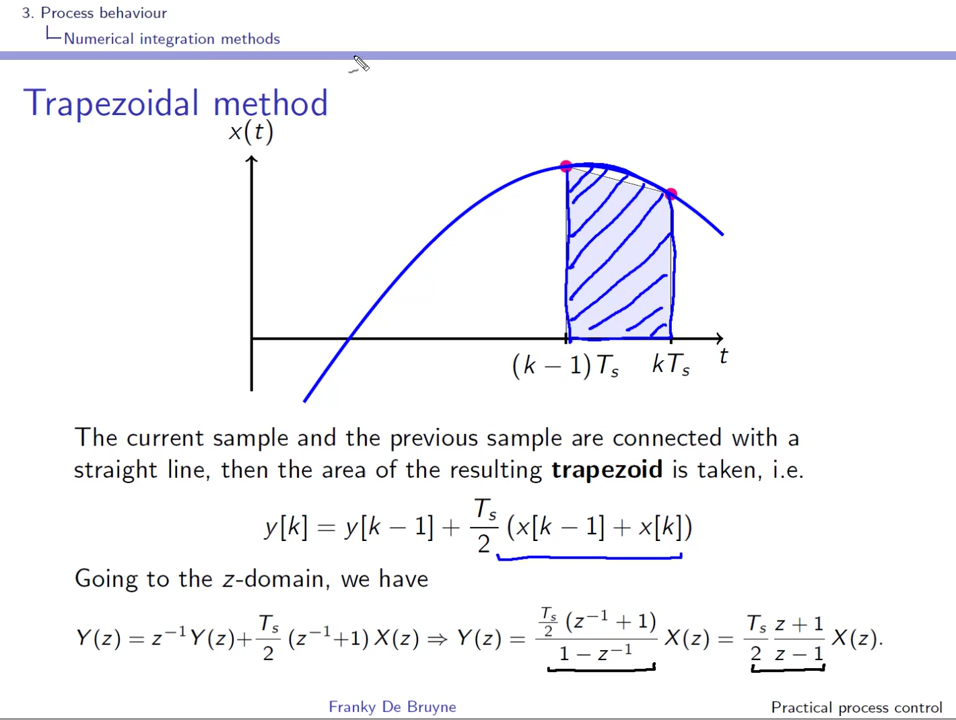 3. Process behaviour
Numerical integration methods
Trapezoidal method
x(t)
(k − 1)Tₛ kTₛ t
The current sample and the previous sample are connected with a
straight line, then the area of the resulting trapezoid is taken, i.e.
y[k] = y[k − 1] + Tₛ/2 (x[k − 1] + x[k])
Going to the z-domain, we have
Y(z) = z⁻¹Y(z)+ Tₛ/2 (z⁻¹+1) X(z) ⇒ Y(z) = (Tₛ/2 (z⁻¹ + 1))/(1 − z⁻¹) X(z) = Tₛ/2 (z + 1)/(z − 1) X(z).
Franky De Bruyne Practical process control